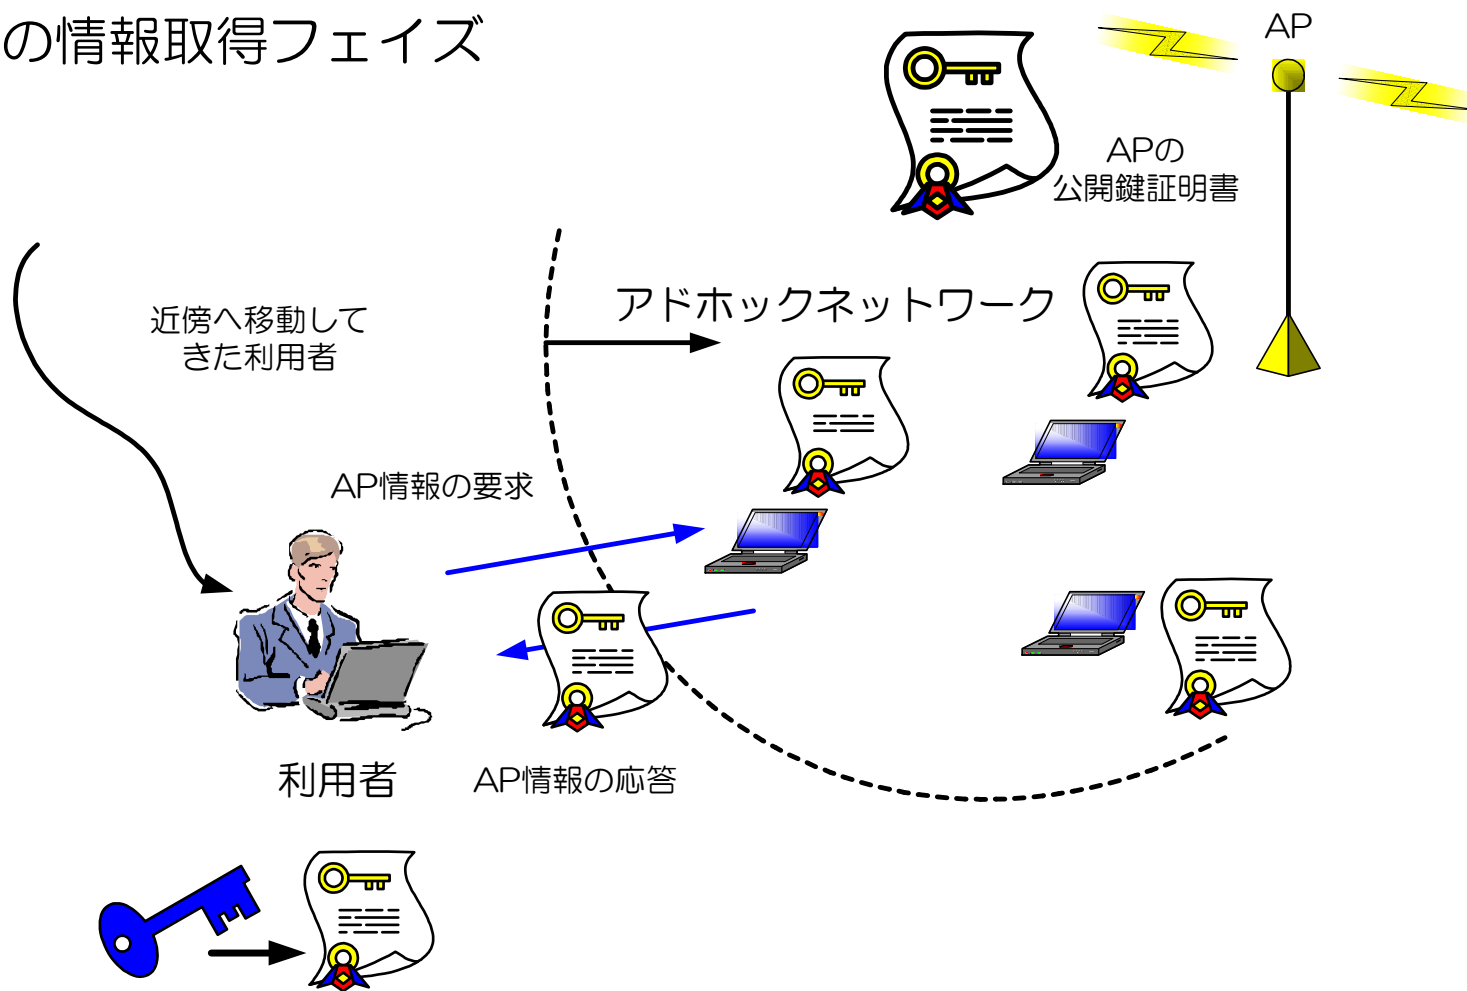 の情報取得フェイズ
AP
APの
公開鍵証明書
アドホックネットワーク
近傍へ移動して
きた利用者
AP情報の要求
利用者
AP情報の応答